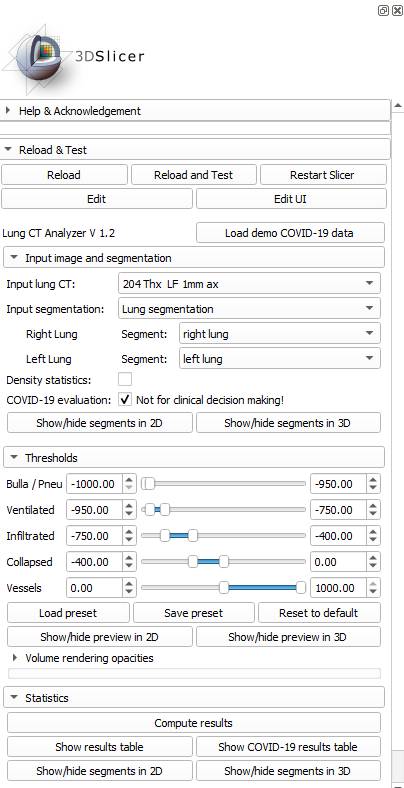 3DSlicer
Help & Acknowledgement
Reload & Test
Reload Reload and Test Restart Slicer
Edit Edit UI
Lung CT Analyzer V 1.2 Load demo COVID-19 data
Input image and segmentation
Input lung CT: 204 Thx LF 1mm ax
Input segmentation: Lung segmentation
Right Lung Segment: right lung
Left Lung Segment: left lung
Density statistics:
COVID-19 evaluation: Not for clinical decision making!
Show/hide segments in 2D Show/hide segments in 3D
Thresholds
Bulla / Pneu -1000.00 -950.00
Ventilated -950.00 -750.00
Infiltrated -750.00 -400.00
Collapsed -400.00 0.00
Vessels 0.00 1000.00
Load preset Save preset Reset to default
Show/hide preview in 2D Show/hide preview in 3D
Volume rendering opacities
Statistics
Compute results
Show results table Show COVID-19 results table
Show/hide segments in 2D Show/hide segments in 3D